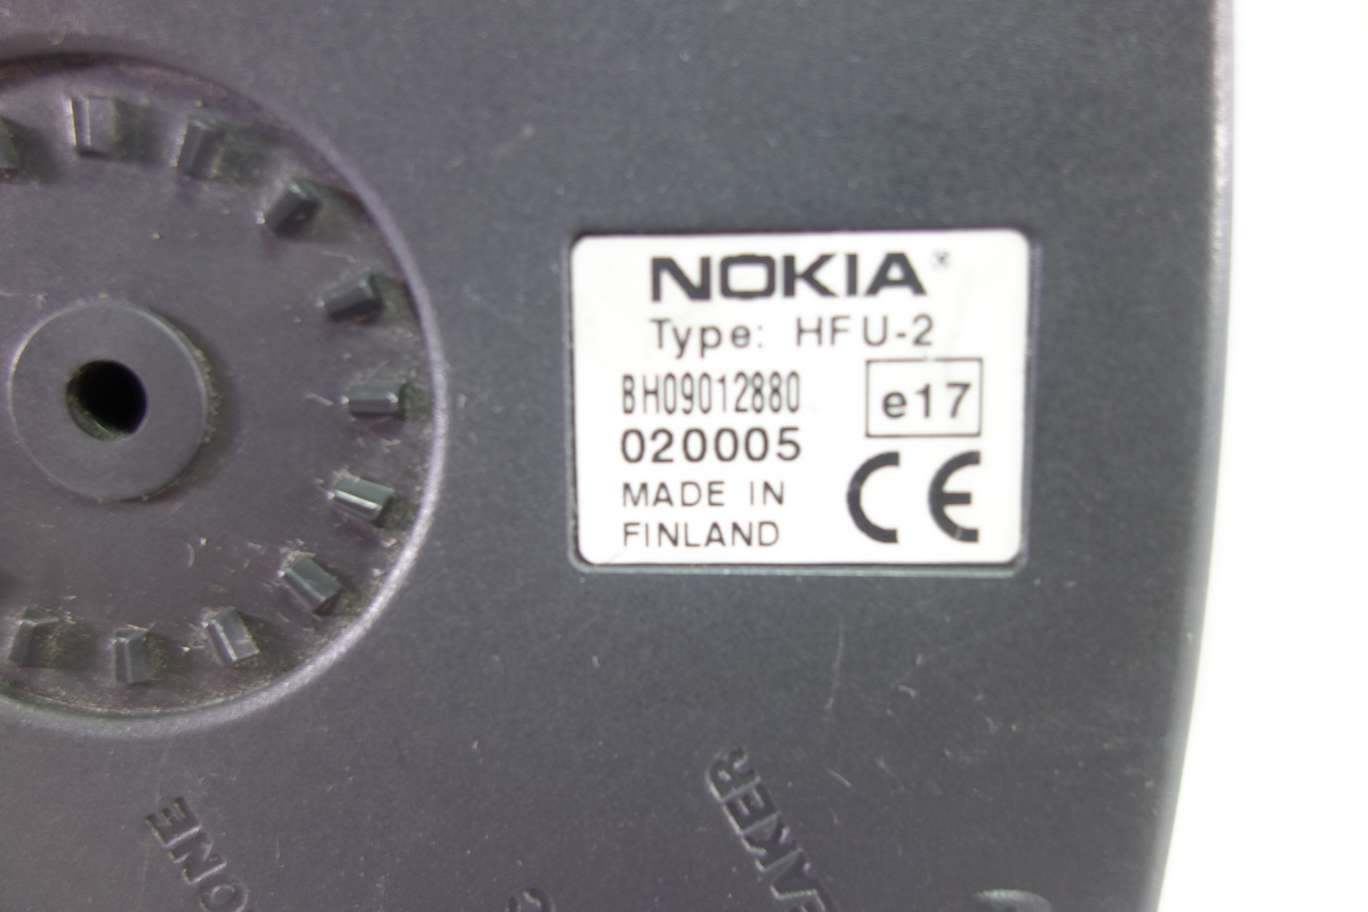 NOKIA®
Type: HFU-2
BH09012880
e17
020005
CE
MADE IN
FINLAND